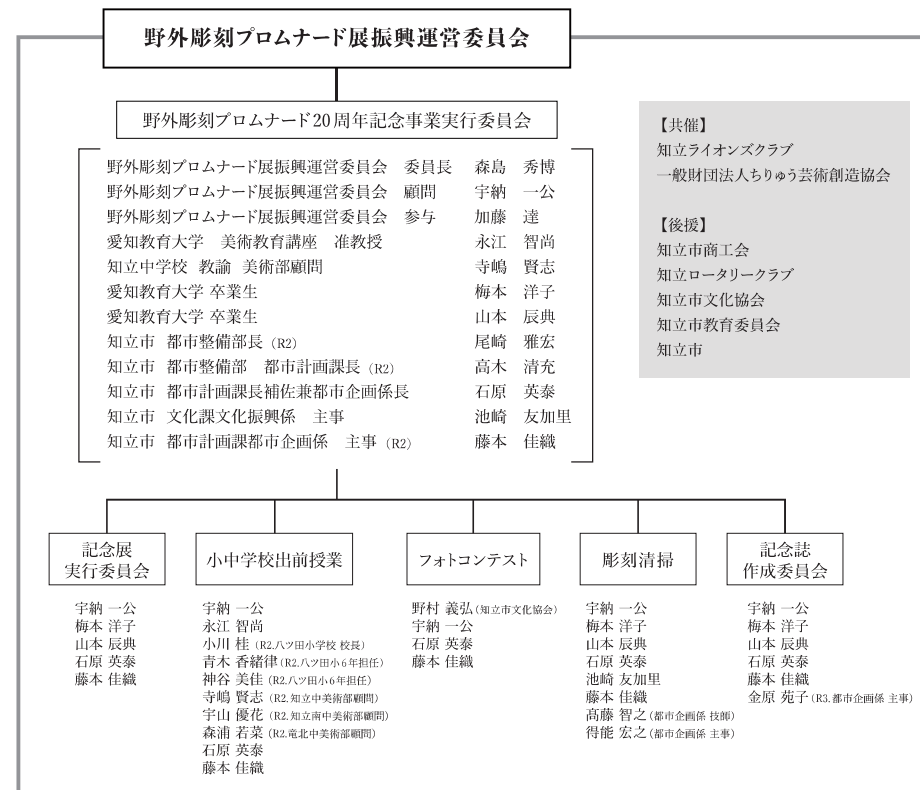 野外彫刻プロムナード展振興運営委員会
野外彫刻プロムナード20周年記念事業実行委員会
野外彫刻プロムナード展振興運営委員会 委員長 森島 秀博
野外彫刻プロムナード展振興運営委員会 顧問 宇納 一公
野外彫刻プロムナード展振興運営委員会 参与 加藤 達
愛知教育大学 美術教育講座 准教授 永江 智尚
知立中学校 教諭 美術部顧問 寺嶋 賢志
愛知教育大学 卒業生 梅本 洋子
愛知教育大学 卒業生 山本 辰典
知立市 都市整備部長 (R2) 尾崎 雅宏
知立市 都市整備部 都市計画課長 (R2) 高木 清充
知立市 都市計画課長補佐兼都市企画係長 石原 英泰
知立市 文化課文化振興係 主事 池崎 友加里
知立市 都市計画課都市企画係 主事 (R2) 藤本 佳織
【共催】
知立ライオンズクラブ
一般財団法人ちりゅう芸術創造協会
【後援】
知立市商工会
知立ロータリークラブ
知立市文化協会
知立市教育委員会
知立市
記念展
実行委員会
宇納 一公
梅本 洋子
山本 辰典
石原 英泰
藤本 佳織
小中学校出前授業
宇納 一公
永江 智尚
小川 桂 (R2.八ツ田小学校 校長)
青木 香緒律 (R2.八ツ田小6年担任)
神谷 美佳 (R2.八ツ田小6年担任)
寺嶋 賢志 (R2.知立中美術部顧問)
宇山 優花 (R2.知立南中美術部顧問)
森浦 若菜 (R2.竜北中美術部顧問)
石原 英泰
藤本 佳織
フォトコンテスト
野村 義弘 (知立市文化協会)
宇納 一公
石原 英泰
藤本 佳織
彫刻清掃
宇納 一公
梅本 洋子
山本 辰典
石原 英泰
池崎 友加里
藤本 佳織
髙藤 智之 (都市企画係 技師)
得能 宏之 (都市企画係 主事)
記念誌
作成委員会
宇納 一公
梅本 洋子
山本 辰典
石原 英泰
藤本 佳織
金原 苑子 (R3.都市企画係 主事)